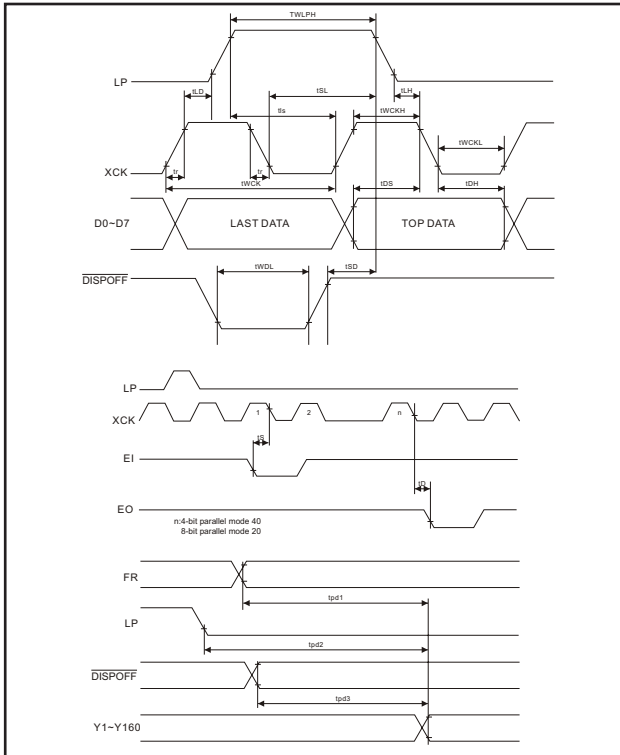 TWLPH
LP
tLD
tSL
tLH
tls
tWCKH
tWCKL
XCK
tr
tr
tWCK
tDS
tDH
D0~D7
LAST DATA
TOP DATA
DISPOFF
tWDL
tSD
LP
XCK
1
2
n
tS
EI
tD
EO
n:4-bit parallel mode 40
8-bit parallel mode 20
FR
tpd1
LP
tpd2
DISPOFF
tpd3
Y1~Y160